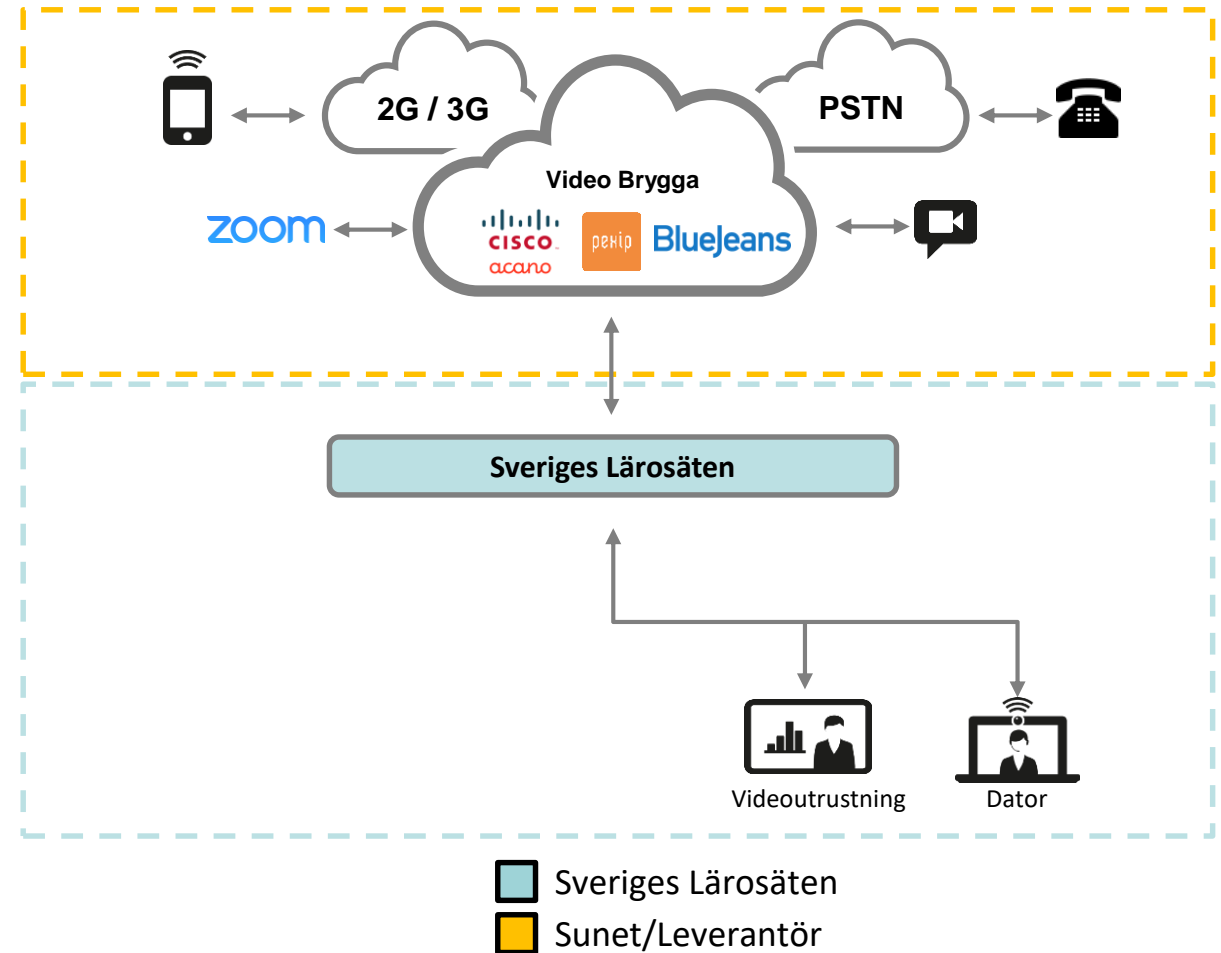 2G / 3G
PSTN
Video Brygga
zoom
CISCO
acano
pexip
BlueJeans
Sveriges Lärosäten
Videoutrustning
Dator
Sveriges Lärosäten
Sunet/Leverantör